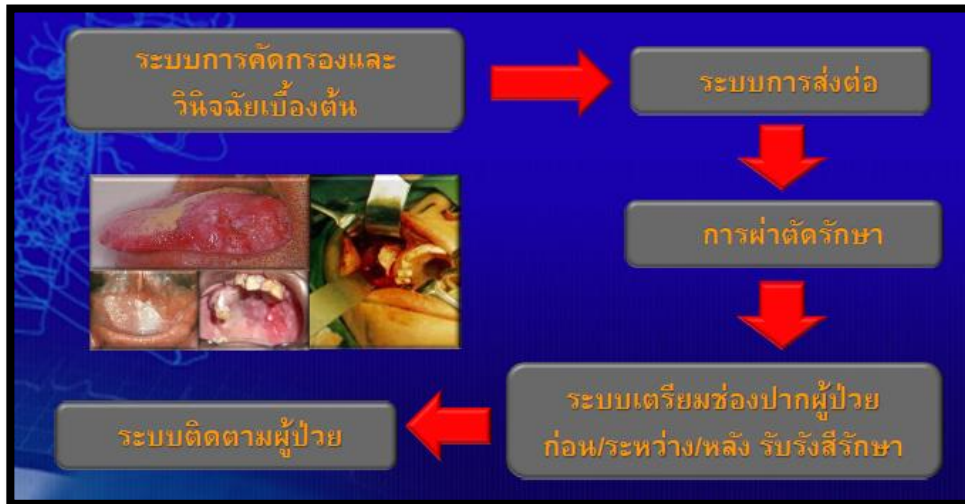 ระบบการคัดกรองและ
วินิจฉัยเบื้องต้น
ระบบการส่งต่อ
การผ่าตัดรักษา
ระบบเตรียมช่องปากผู้ป่วย
ก่อน/ระหว่าง/หลัง รับรังสีรักษา
ระบบติดตามผู้ป่วย